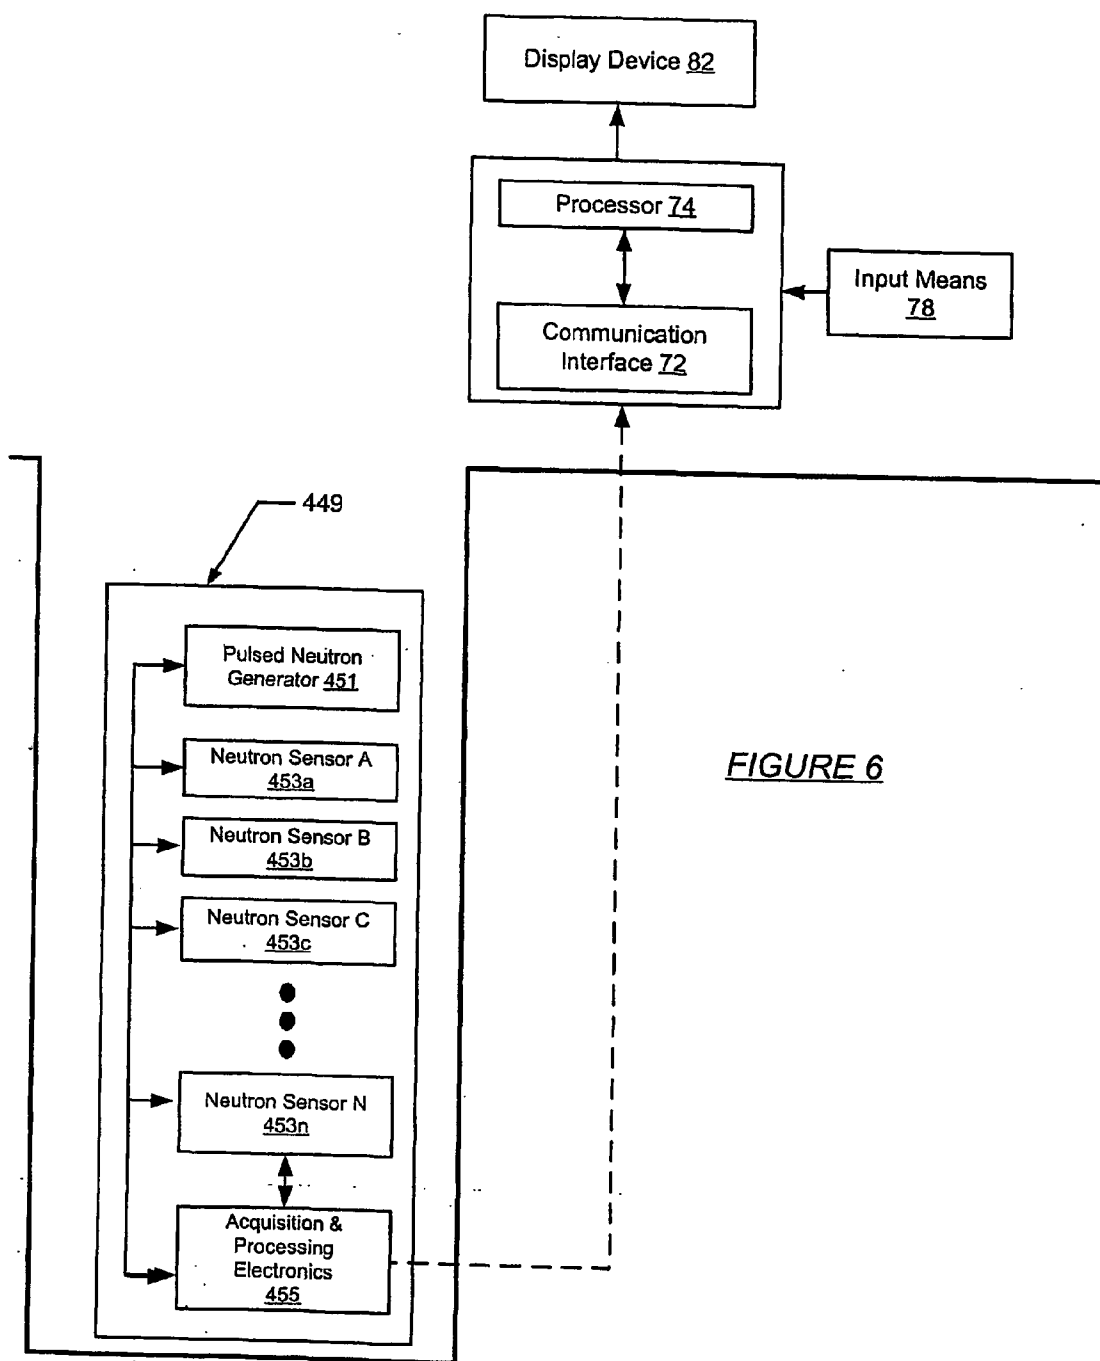 Display Device 82
Processor 74
Input Means
78
Communication
Interface 72
449
Pulsed Neutron
Generator 451
Neutron Sensor A
453a
Neutron Sensor B
453b
Neutron Sensor C
453c
Neutron Sensor N
453n
Acquisition &
Processing
Electronics
455
FIGURE 6